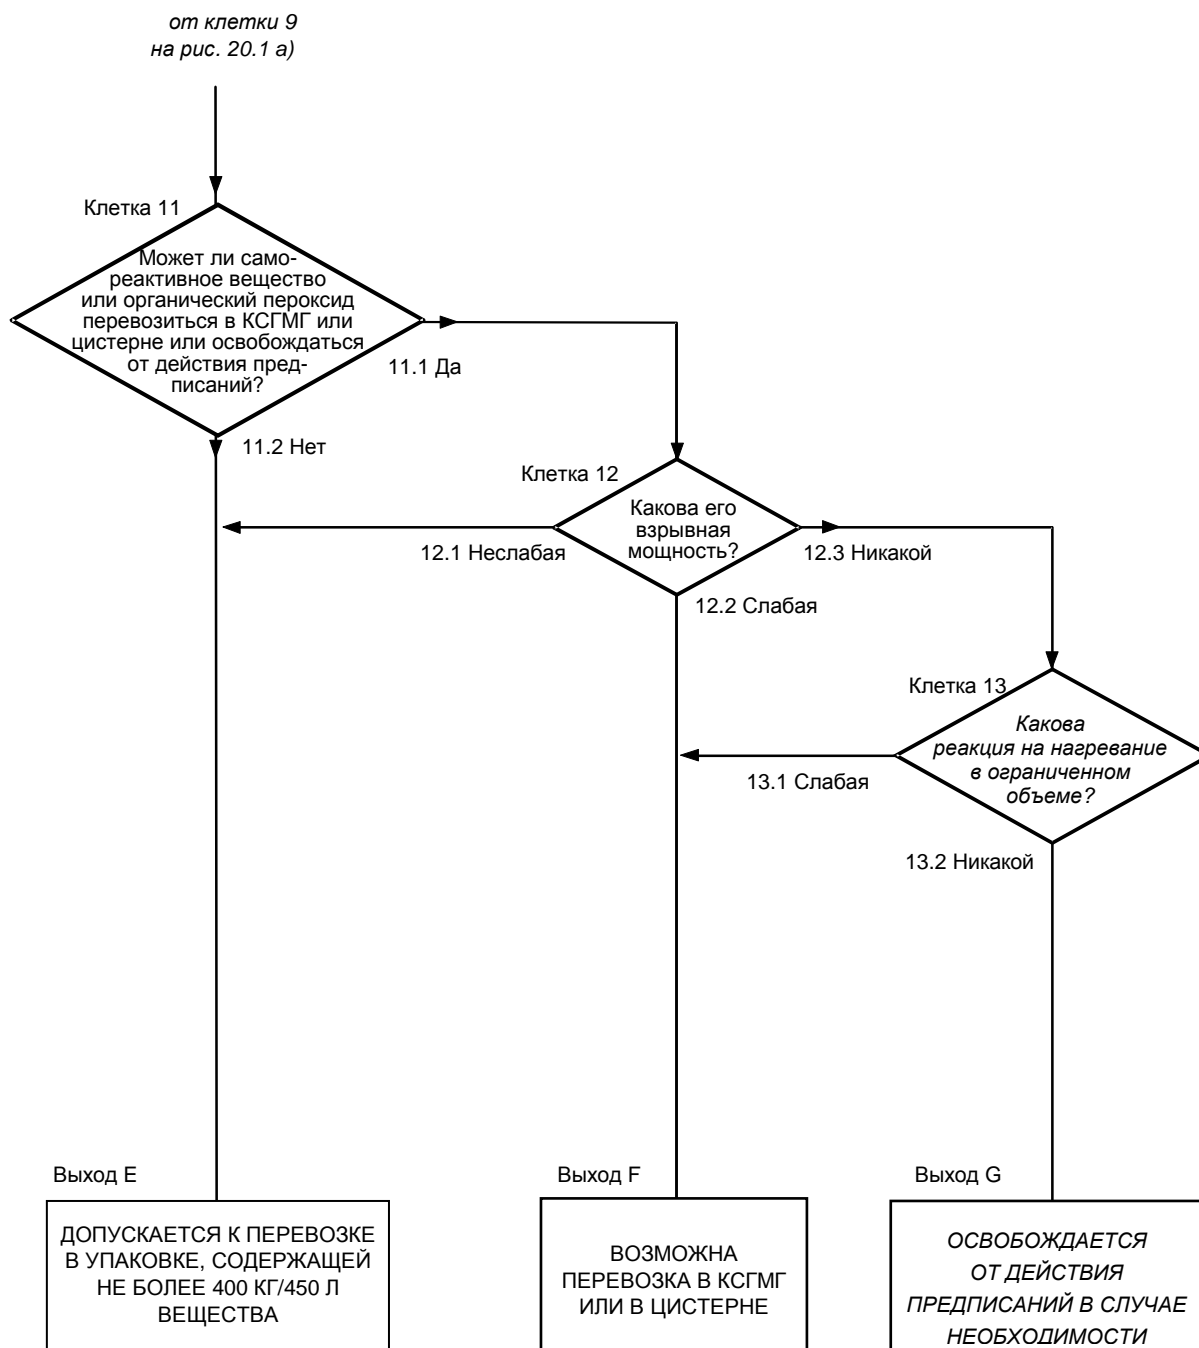 от клетки 9
на рис. 20.1 а)
Клетка 11
Может ли само-
реактивное вещество
или органический пероксид
перевозиться в КСГМГ или
цистерне или освобождаться
от действия пред-
писаний?
11.1 Да
11.2 Нет
Клетка 12
Какова его
взрывная
мощность?
12.1 Неслабая
12.3 Никакой
12.2 Слабая
Клетка 13
Какова
реакция на нагревание
в ограниченном
объеме?
13.1 Слабая
13.2 Никакой
Выход E
ДОПУСКАЕТСЯ К ПЕРЕВОЗКЕ
В УПАКОВКЕ, СОДЕРЖАЩЕЙ
НЕ БОЛЕЕ 400 КГ/450 Л
ВЕЩЕСТВА
Выход F
ВОЗМОЖНА
ПЕРЕВОЗКА В КСГМГ
ИЛИ В ЦИСТЕРНЕ
Выход G
ОСВОБОЖДАЕТСЯ
ОТ ДЕЙСТВИЯ
ПРЕДПИСАНИЙ В СЛУЧАЕ
НЕОБХОДИМОСТИ